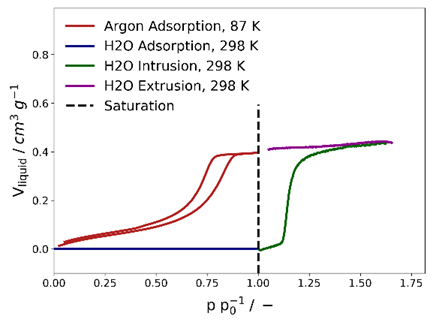 Argon Adsorption, 87 K
H2O Adsorption, 298 K
H2O Intrusion, 298 K
H2O Extrusion, 298 K
Saturation
V_liquid / cm³ g⁻¹
0.8
0.6
0.4
0.2
0.0
0.00 0.25 0.50 0.75 1.00 1.25 1.50 1.75
p p₀⁻¹ / −